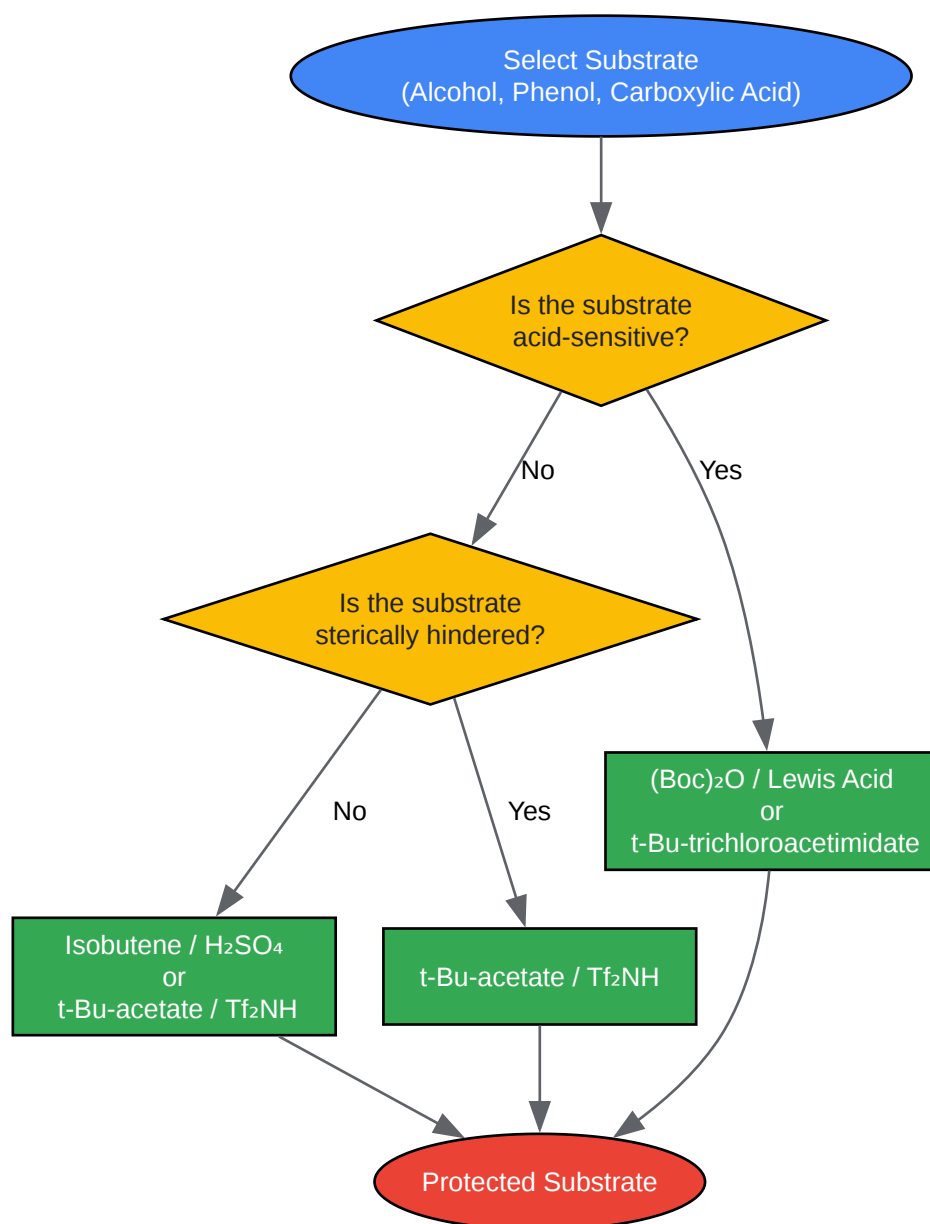 Select Substrate
(Alcohol, Phenol, Carboxylic Acid)
Is the substrate
acid-sensitive?
No
Yes
Is the substrate
sterically hindered?
No
Yes
(Boc)₂O / Lewis Acid
or
t-Bu-trichloroacetimidate
Isobutene / H₂SO₄
or
t-Bu-acetate / Tf₂NH
t-Bu-acetate / Tf₂NH
Protected Substrate